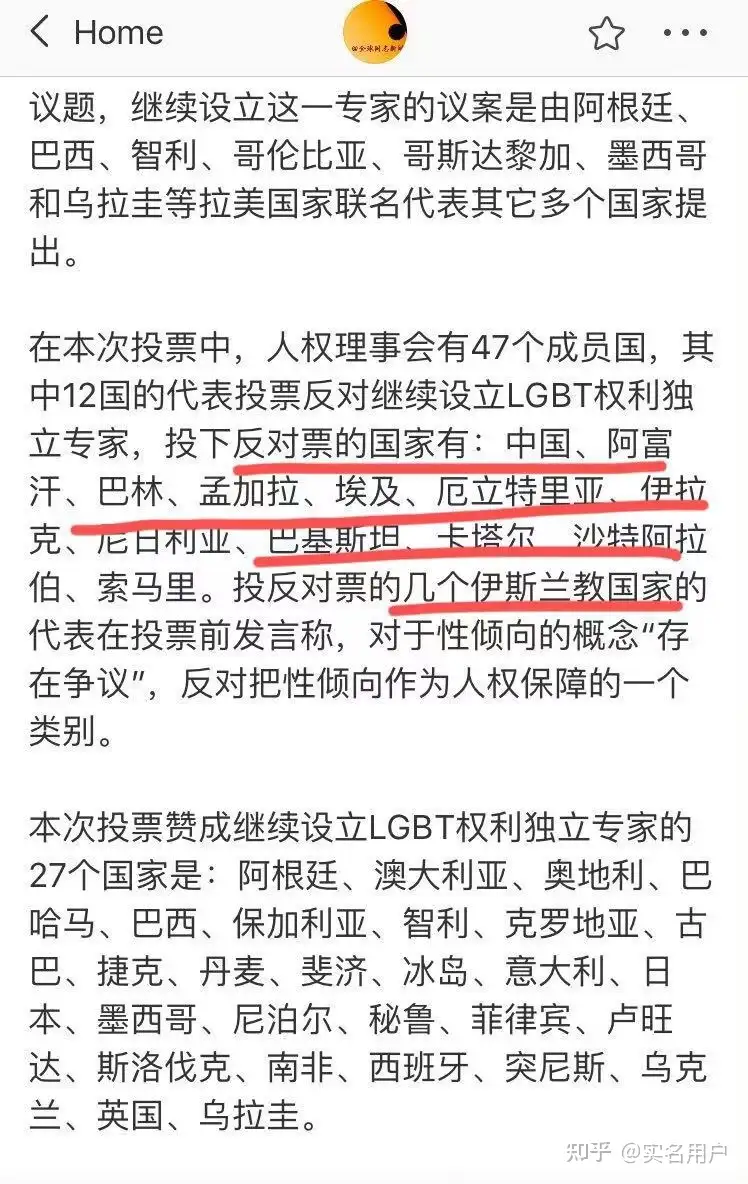 Home
@全球同志新闻
议题，继续设立这一专家的议案是由阿根廷、
巴西、智利、哥伦比亚、哥斯达黎加、墨西哥
和乌拉圭等拉美国家联名代表其它多个国家提
出。
在本次投票中，人权理事会有47个成员国，其
中12国的代表投票反对继续设立LGBT权利独
立专家，投下反对票的国家有：中国、阿富
汗、巴林、孟加拉、埃及、厄立特里亚、伊拉
克、尼日利亚、巴基斯坦、卡塔尔、沙特阿拉
伯、索马里。投反对票的几个伊斯兰教国家的
代表在投票前发言称，对于性倾向的概念“存
在争议”，反对把性倾向作为人权保障的一个
类别。
本次投票赞成继续设立LGBT权利独立专家的
27个国家是：阿根廷、澳大利亚、奥地利、巴
哈马、巴西、保加利亚、智利、克罗地亚、古
巴、捷克、丹麦、斐济、冰岛、意大利、日
本、墨西哥、尼泊尔、秘鲁、菲律宾、卢旺
达、斯洛伐克、南非、西班牙、突尼斯、乌克
兰、英国、乌拉圭。
知乎 @实名用户